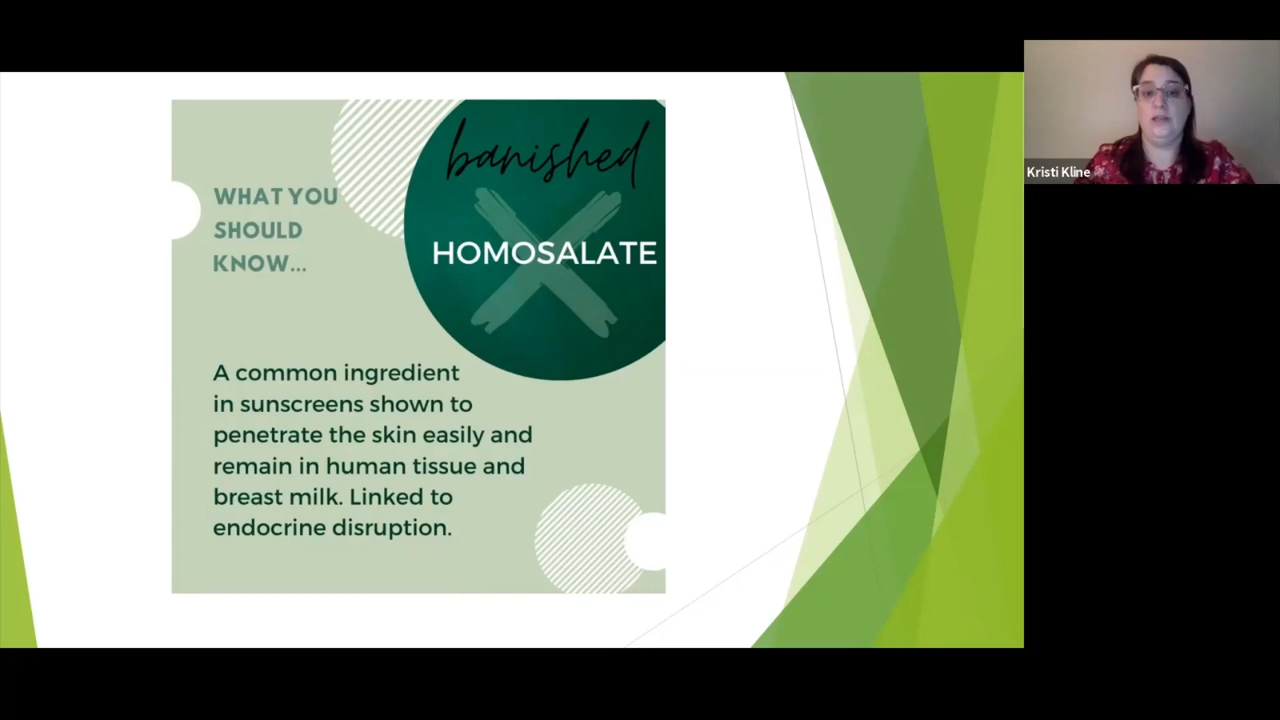 banished
HOMOSALATE
WHAT YOU
SHOULD
KNOW...
A common ingredient
in sunscreens shown to
penetrate the skin easily and
remain in human tissue and
breast milk. Linked to
endocrine disruption.
Kristi Kline